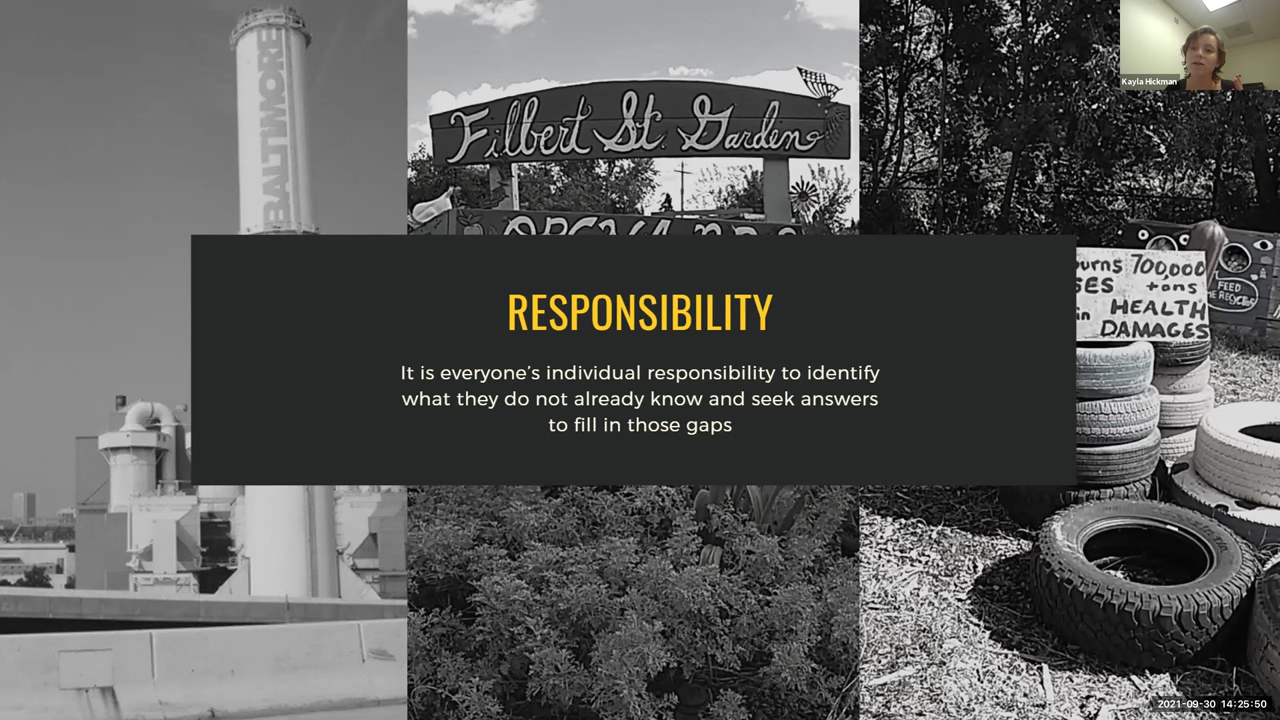 BALTIMORE
Filbert St. Garden
Kayla Hickman
RESPONSIBILITY
It is everyone’s individual responsibility to identify
what they do not already know and seek answers
to fill in those gaps
burns 700,000
tons
in HEALTH
DAMAGES
FEED
THE RECYCLOS
2021-09-30 14:25:50